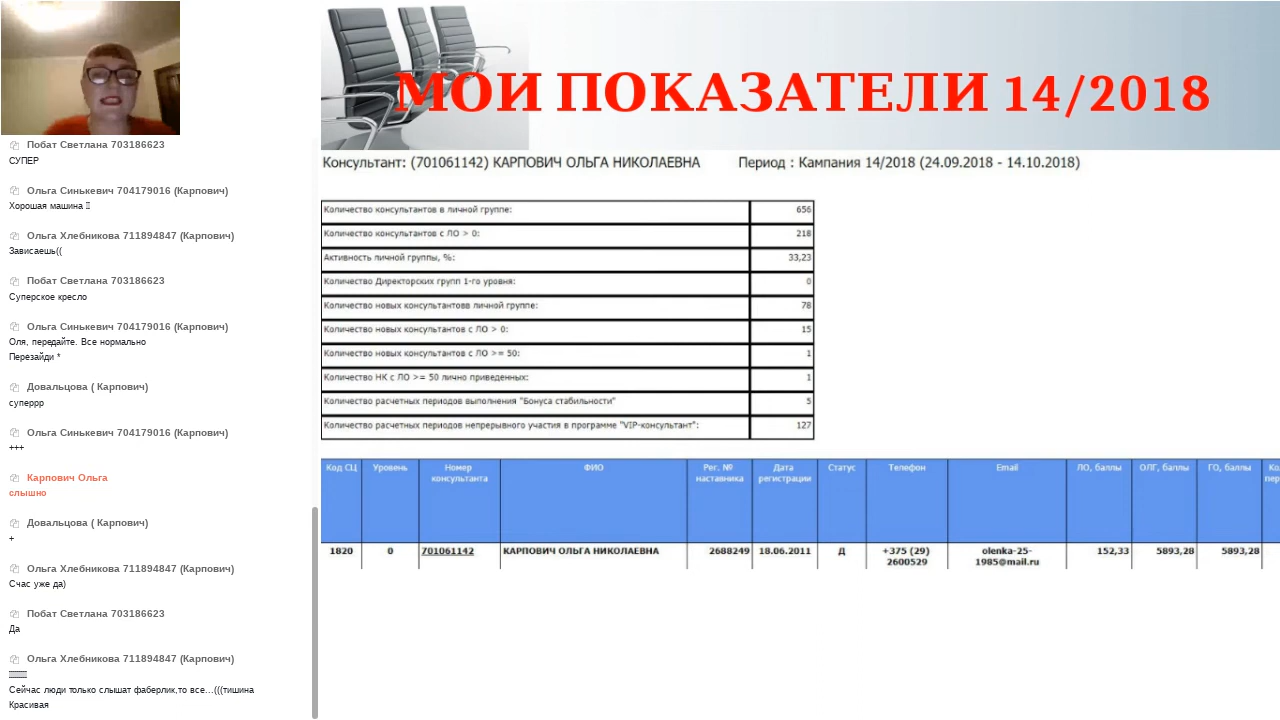 Побат Светлана 703186623
СУПЕР
Ольга Синькевич 704179016 (Карпович)
Хорошая машина
Ольга Хлебникова 711894847 (Карпович)
Зависаешь((
Побат Светлана 703186623
Суперское кресло
Ольга Синькевич 704179016 (Карпович)
Оля, передайте. Все нормально
Перезайди *
Довальцова ( Карпович)
суперрр
Ольга Синькевич 704179016 (Карпович)
+++
Карпович Ольга
слышно
Довальцова ( Карпович)
+
Ольга Хлебникова 711894847 (Карпович)
Счас уже да)
Побат Светлана 703186623
Да
Ольга Хлебникова 711894847 (Карпович)
Сейчас люди только слышат фаберлик,то все...(((тишина
Красивая
МОИ ПОКАЗАТЕЛИ 14/2018
Консультант: (701061142) КАРПОВИЧ ОЛЬГА НИКОЛАЕВНА Период : Кампания 14/2018 (24.09.2018 - 14.10.2018)
Количество консультантов в личной группе: 656
Количество консультантов с ЛО > 0: 218
Активность личной группы, %: 33,23
Количество Директорских групп 1-го уровня: 0
Количество новых консультантовв личной группе: 78
Количество новых консультантов с ЛО > 0: 15
Количество новых консультантов с ЛО >= 50: 1
Количество НК с ЛО >= 50 лично приведенных: 1
Количество расчетных периодов выполнения "Бонуса стабильности" 5
Количество расчетных периодов непрерывного участия в программе "VIP-консультант": 127
Код СЦ Уровень Номер ФИО Рег. № Дата Статус Телефон Email ЛО, баллы ОЛГ, баллы ГО, баллы
консультанта наставника регистрации
1820 0 701061142 КАРПОВИЧ ОЛЬГА НИКОЛАЕВНА 2688249 18.06.2011 Д +375 (29) olenka-25- 152,33 5893,28 5893,28
2600529 1985@mail.ru